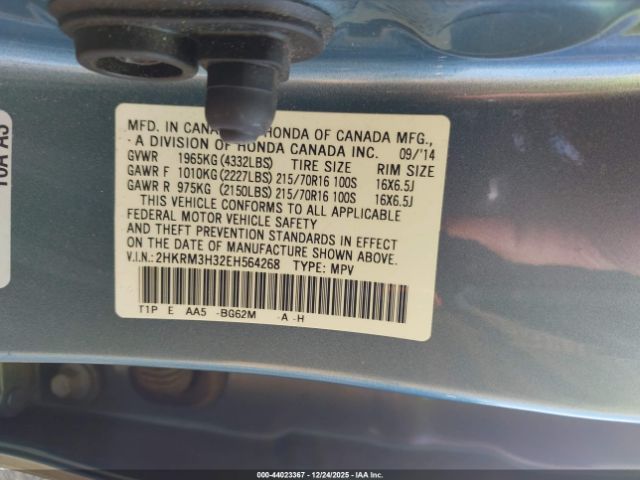 MFD. IN CANA HONDA OF CANADA MFG.,
- A DIVISION OF HONDA CANADA INC. 09/'14
GVWR 1965KG (4332LBS) TIRE SIZE RIM SIZE
GAWR F 1010KG (2227LBS) 215/70R16 100S 16X6.5J
GAWR R 975KG (2150LBS) 215/70R16 100S 16X6.5J
THIS VEHICLE CONFORMS TO ALL APPLICABLE
FEDERAL MOTOR VEHICLE SAFETY
AND THEFT PREVENTION STANDARDS IN EFFECT
ON THE DATE OF MANUFACTURE SHOWN ABOVE.
V.I.N.: 2HKRM3H32EH564268 TYPE: MPV
T1P E AA5 -BG62M -A -H
000-44023367 - 12/24/2025 - IAA Inc.